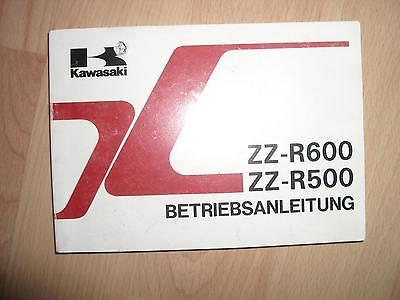 Kawasaki
ZZ-R600
ZZ-R500
BETRIEBSANLEITUNG